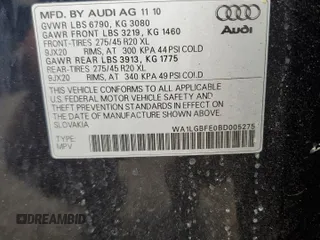 MFD BY AUDI AG 11 10
GVWR LBS 6790, KG 3080
GAWR FRONT LBS 3219, KG 1460
FRONT-TIRES 275/45 R20 XL
9JX20 RIM, AT 300 KPA 44 PSI COLD
GAWR REAR LBS 3913, KG 1775
REAR-TIRES 275/45 R20 XL
9JX20 RIM, AT 340 KPA 49 PSI COLD
Audi
THIS VEHICLE CONFORMS TO ALL APPLICABLE
U.S. FEDERAL MOTOR VEHICLE SAFETY AND
THEFT PREVENTION STANDARDS IN EFFECT
ON THE DATE OF MANUFACTURE SHOWN ABOVE.
SLOVAKIA
WA1LGBFE0BD005275
TYPE:
MPV
DREAMBID